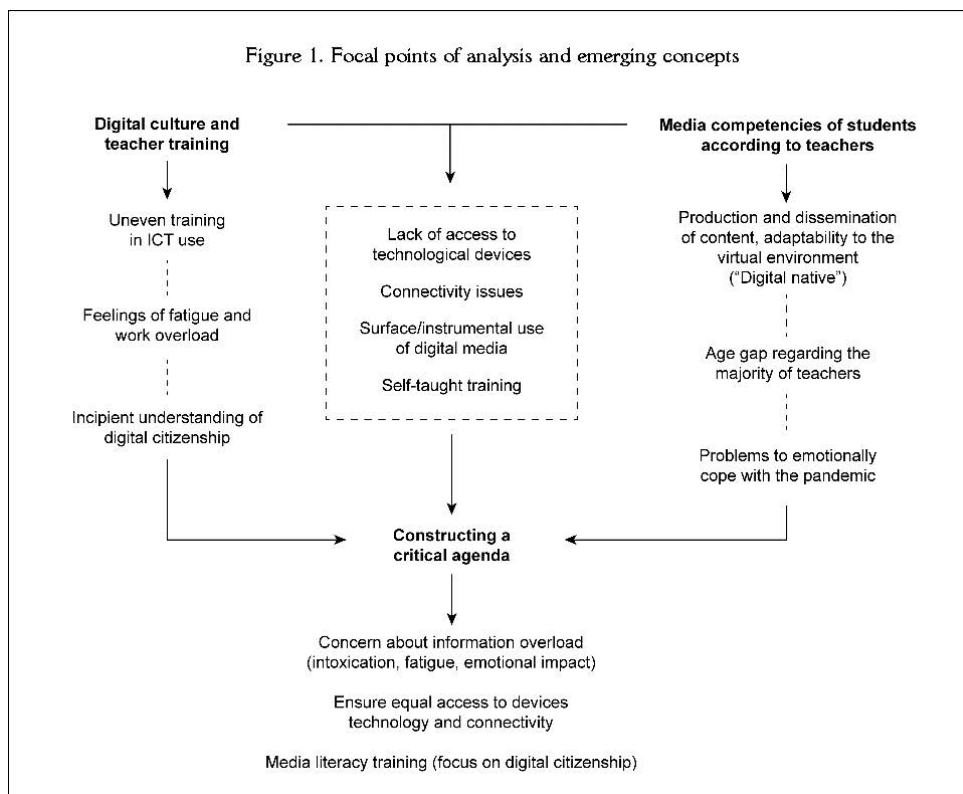 Figure 1. Focal points of analysis and emerging concepts
Digital culture and
teacher training
Uneven training
in ICT use
Feelings of fatigue and
work overload
Incipient understanding of
digital citizenship
Lack of access to
technological devices
Connectivity issues
Surface/instrumental use
of digital media
Self-taught training
Media competencies of students
according to teachers
Production and dissemination
of content, adaptability to the
virtual environment
(“Digital native”)
Age gap regarding the
majority of teachers
Problems to emotionally
cope with the pandemic
Constructing a
critical agenda
Concern about information overload
(intoxication, fatigue, emotional impact)
Ensure equal access to devices
technology and connectivity
Media literacy training (focus on digital citizenship)